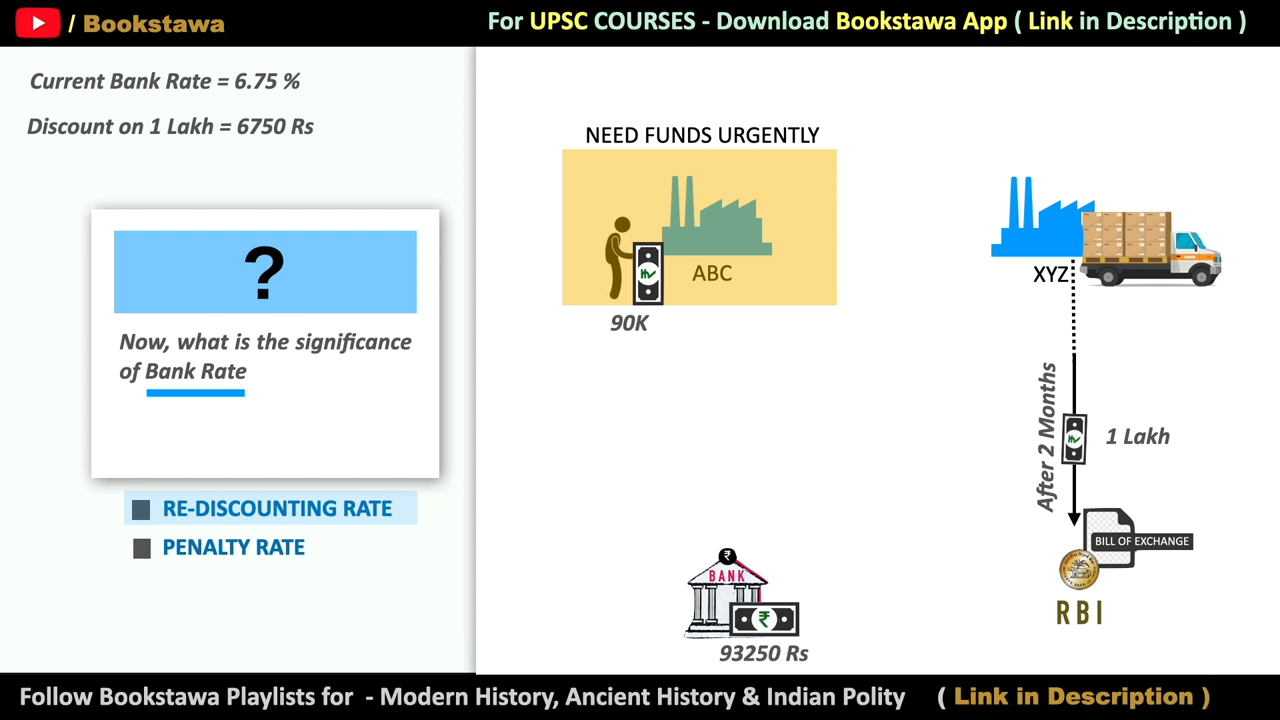 / Bookstawa
For UPSC COURSES - Download Bookstawa App ( Link in Description )
Current Bank Rate = 6.75 %
Discount on 1 Lakh = 6750 Rs
?
Now, what is the significance
of Bank Rate
RE-DISCOUNTING RATE
PENALTY RATE
NEED FUNDS URGENTLY
ABC
90K
XYZ
After 2 Months
1 Lakh
BILL OF EXCHANGE
RBI
₹
BANK
₹
93250 Rs
Follow Bookstawa Playlists for - Modern History, Ancient History & Indian Polity ( Link in Description )